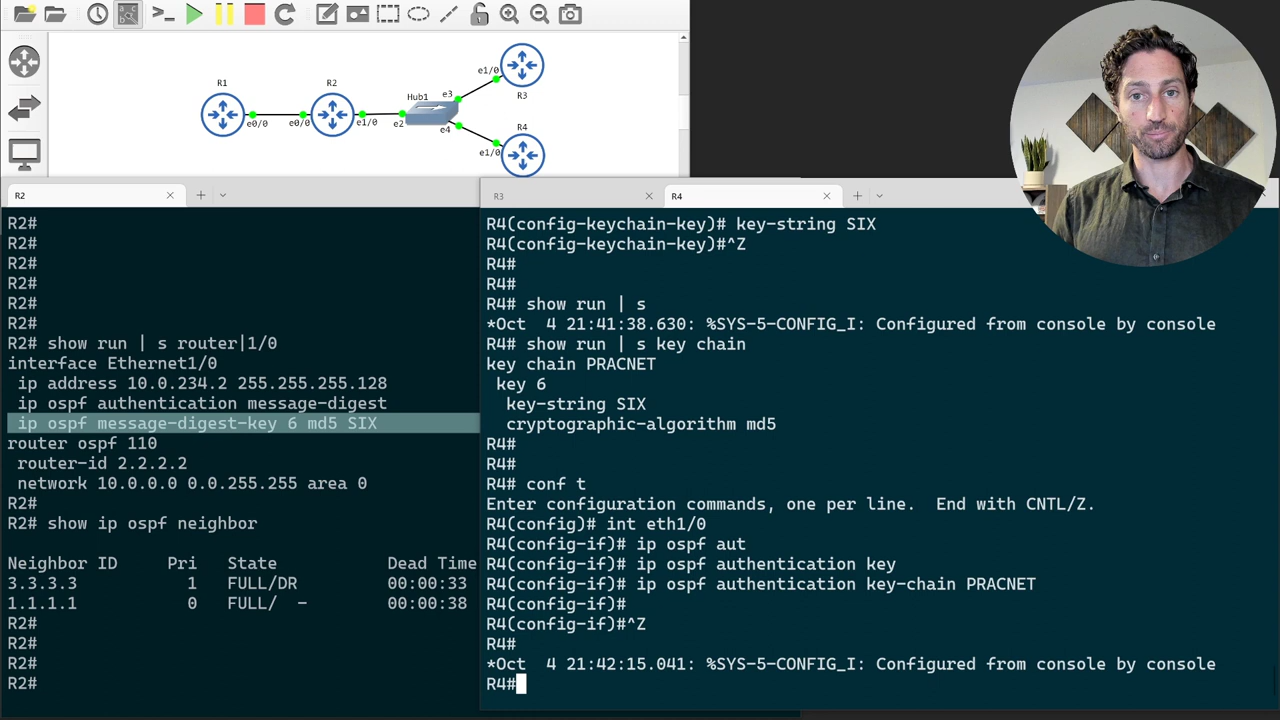 R1
R2
Hub1
R3
R4
e0/0
e0/0
e1/0
e2
e3
e4
e1/0
e1/0
R2
R2#
R2#
R2#
R2#
R2#
R2#
R2# show run | s router|1/0
interface Ethernet1/0
ip address 10.0.234.2 255.255.255.128
ip ospf authentication message-digest
ip ospf message-digest-key 6 md5 SIX
router ospf 110
router-id 2.2.2.2
network 10.0.0.0 0.0.255.255 area 0
R2#
R2# show ip ospf neighbor
Neighbor ID Pri State Dead Time
3.3.3.3 1 FULL/DR 00:00:33
1.1.1.1 0 FULL/ - 00:00:38
R2#
R2#
R2#
R2#
R3
R4
R4(config-keychain-key)# key-string SIX
R4(config-keychain-key)#^Z
R4#
R4#
R4# show run | s
*Oct 4 21:41:38.630: %SYS-5-CONFIG_I: Configured from console by console
R4# show run | s key chain
key chain PRACNET
key 6
key-string SIX
cryptographic-algorithm md5
R4#
R4#
R4# conf t
Enter configuration commands, one per line. End with CNTL/Z.
R4(config)# int eth1/0
R4(config-if)# ip ospf aut
R4(config-if)# ip ospf authentication key
R4(config-if)# ip ospf authentication key-chain PRACNET
R4(config-if)#
R4(config-if)#^Z
R4#
*Oct 4 21:42:15.041: %SYS-5-CONFIG_I: Configured from console by console
R4#